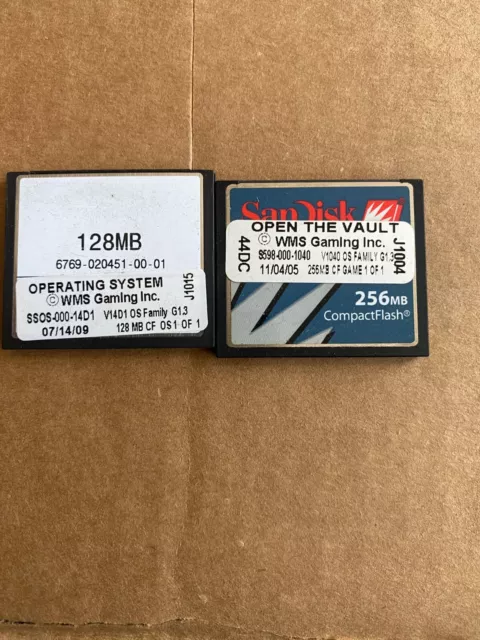 128MB
6769-020451-00-01
OPERATING SYSTEM
© WMS Gaming Inc.
SSOS-000-14D1 V14D1 OS Family G1.3
07/14/09 128 MB CF OS 1 OF 1
J1015
SanDisk
OPEN THE VAULT
© WMS Gaming Inc.
S598-000-1040 V1040 OS FAMILY G1.3
11/04/05 256MB CF GAME 1 OF 1
44DC
J1004
256MB
CompactFlash®